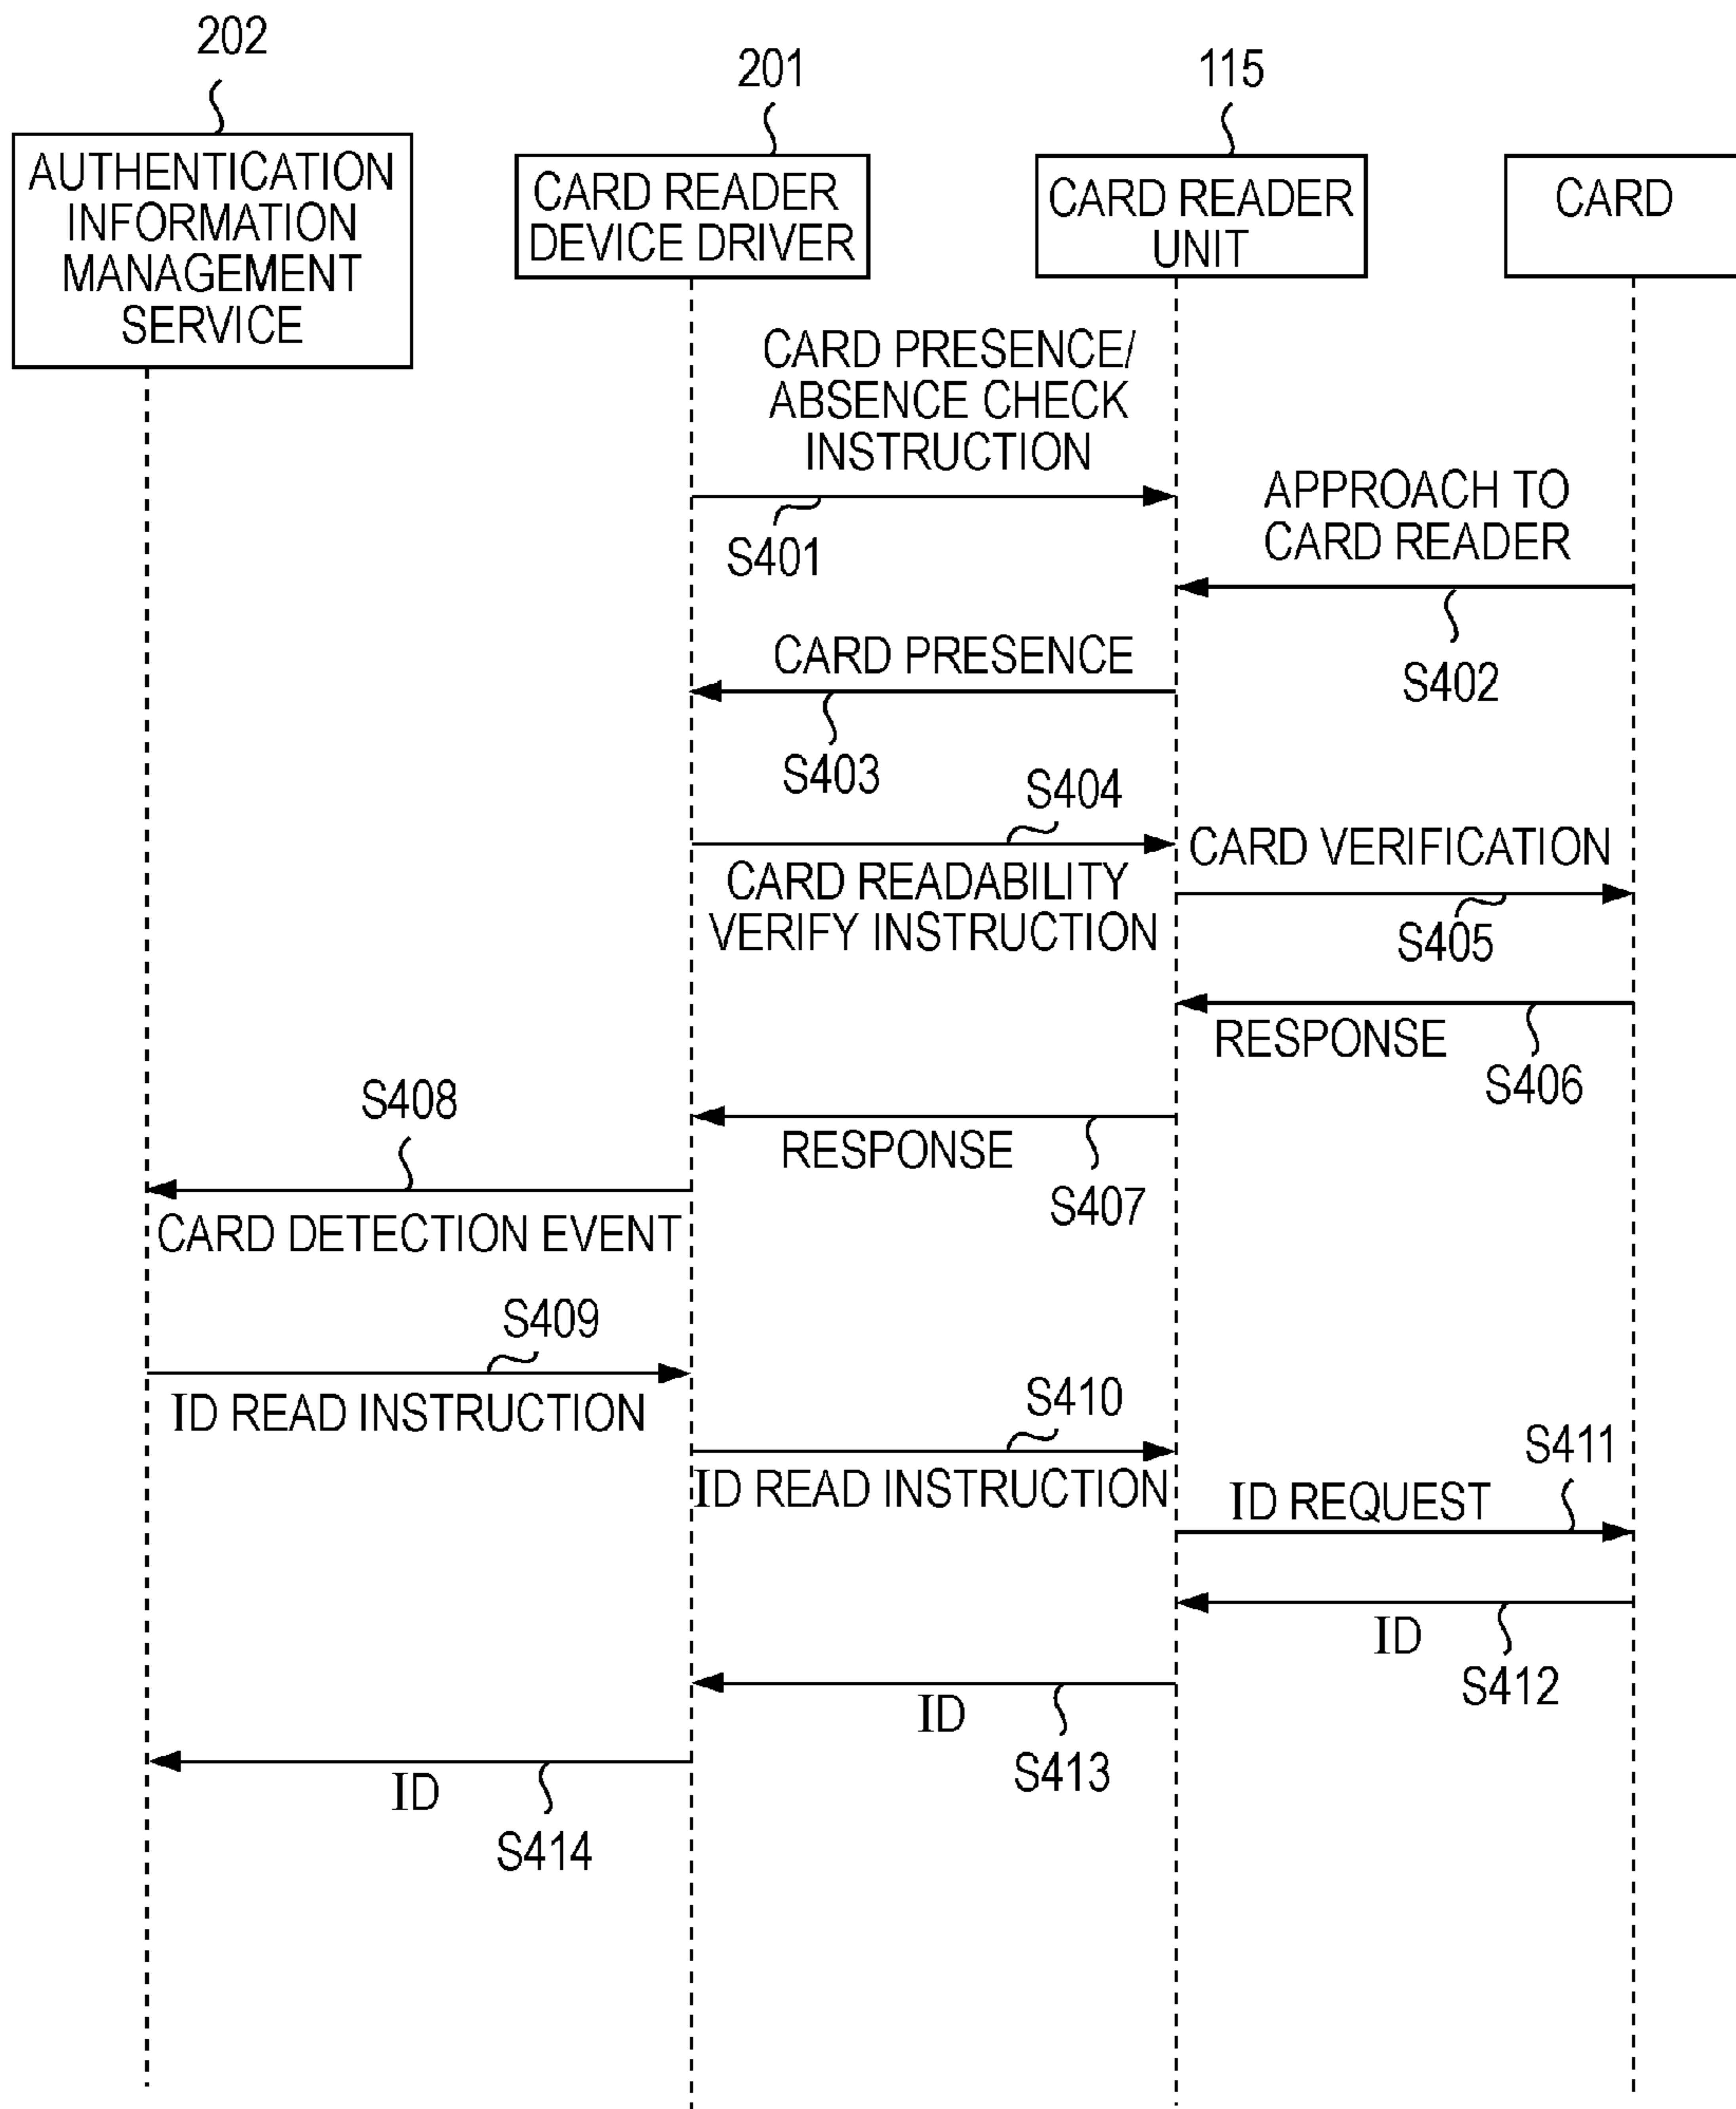 202
201
115
AUTHENTICATION
INFORMATION
MANAGEMENT
SERVICE
CARD READER
DEVICE DRIVER
CARD READER
UNIT
CARD
CARD PRESENCE/
ABSENCE CHECK
INSTRUCTION
S401
APPROACH TO
CARD READER
S402
CARD PRESENCE
S403
S404
CARD READABILITY
VERIFY INSTRUCTION
CARD VERIFICATION
S405
RESPONSE
S406
RESPONSE
S407
S408
CARD DETECTION EVENT
S409
ID READ INSTRUCTION
S410
ID READ INSTRUCTION
S411
ID REQUEST
ID
S412
ID
S413
ID
S414